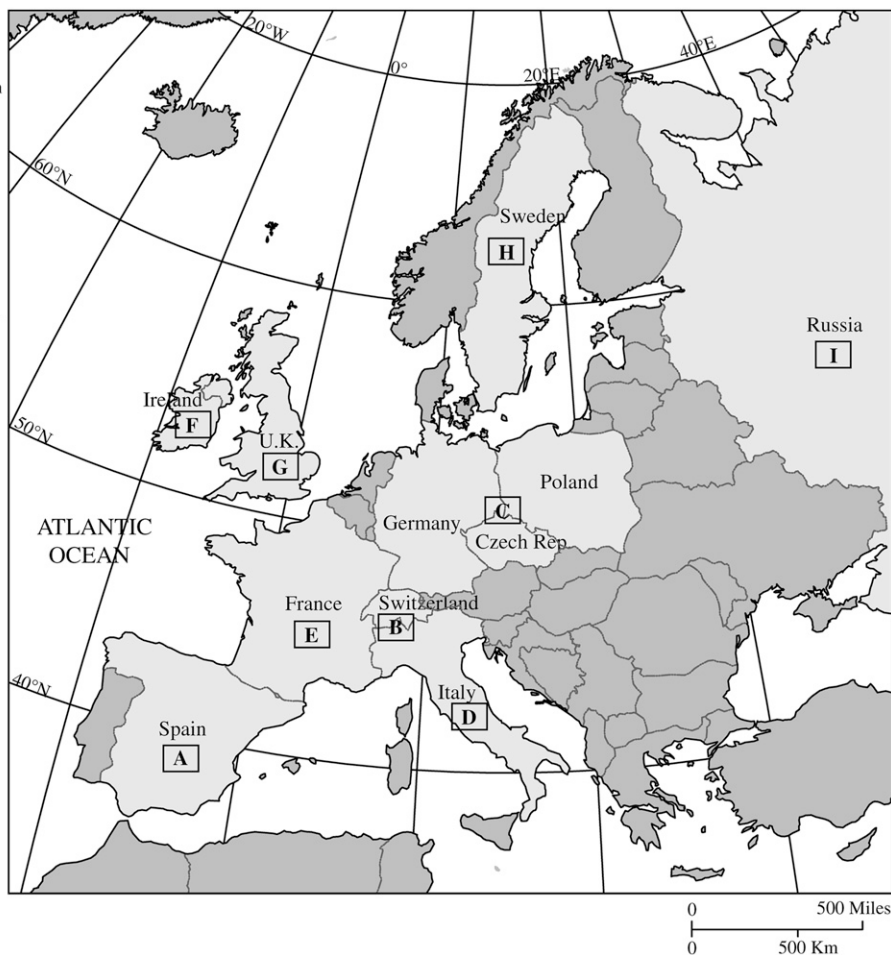 20°W
0°
20°E
40°E
60°N
Sweden
H
Russia
I
Ireland
F
50°N
U.K.
G
Poland
C
Germany
Czech Rep
ATLANTIC
OCEAN
France
E
Switzerland
B
40°N
Italy
D
Spain
A
0 500 Miles
0 500 Km